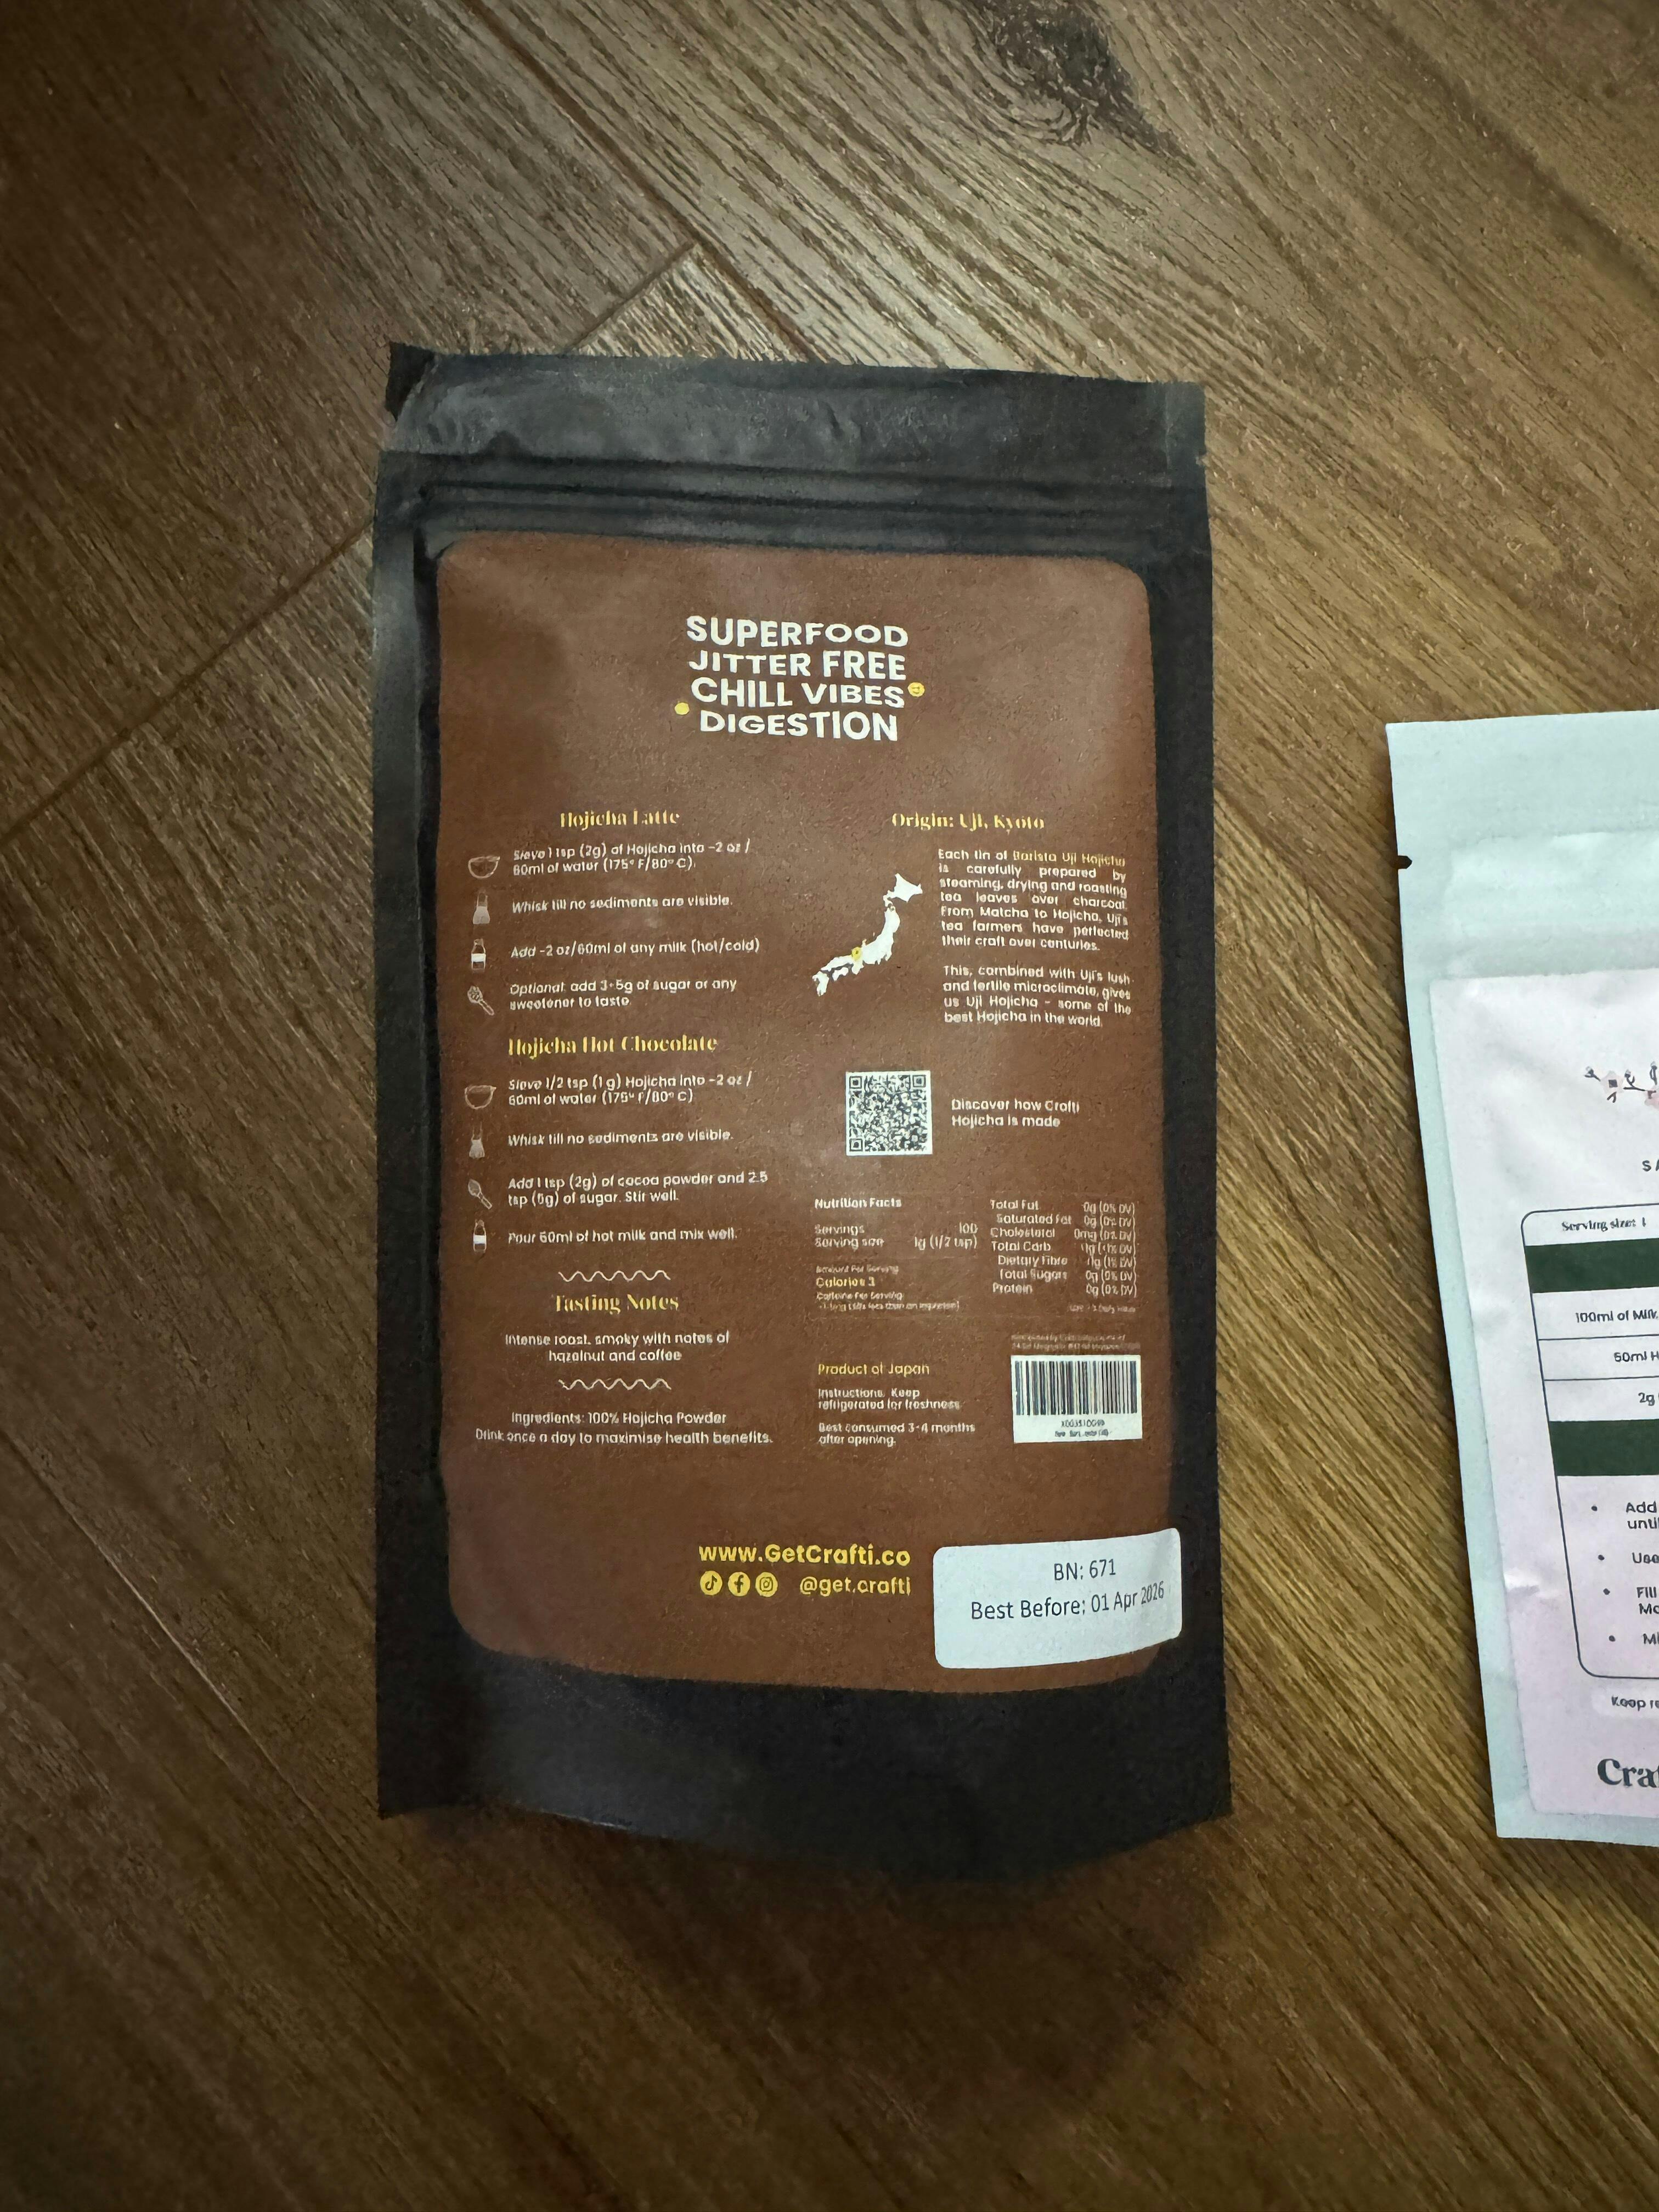 SUPERFOOD
JITTER FREE
CHILL VIBES
DIGESTION
Hojicha Latte
Sieve 1 tsp (2g) of Hojicha into ~2 oz /
60ml of water (175° F/80° C).
Whisk till no sediments are visible.
Add ~2 oz/60ml of any milk (hot/cold)
Optional: add 3-5g of sugar or any
sweetener to taste.
Hojicha Hot Chocolate
Sieve 1/2 tsp (1 g) Hojicha into ~2 oz /
60ml of water (175° F/80° C)
Whisk till no sediments are visible.
Add 1 tsp (2g) of cocoa powder and 2.5
tsp (5g) of sugar. Stir well.
Pour 60ml of hot milk and mix well.
Tasting Notes
Intense roast, smoky with notes of
hazelnut and coffee
Ingredients: 100% Hojicha Powder
Drink once a day to maximise health benefits.
Origin: Uji, Kyoto
Each tin of Barista Uji Hojicha
is carefully prepared by
steaming, drying and roasting
tea leaves over charcoal.
From Matcha to Hojicha, Uji's
tea farmers have perfected
their craft over centuries.
This, combined with Uji's lush
and fertile microclimate, gives
us Uji Hojicha - some of the
best Hojicha in the world.
Discover how Crafti
Hojicha is made
Nutrition Facts
Servings 100
Serving size 1g (1/2 tsp)
Amount Per Serving
Calories 3
Caffeine Per Serving
Total Fat 0g (0% DV)
Saturated Fat 0g (0% DV)
Cholesterol 0mg (0% DV)
Total Carb
Dietary Fibre
Total Sugars 0g (0% DV)
Protein 0g (0% DV)
Product of Japan
Instructions: Keep
refrigerated for freshness
Best consumed 3-4 months
after opening.
www.GetCrafti.co
@get.crafti
BN: 671
Best Before: 01 Apr 2026
Serving size: 1
100ml of Milk
2g
Add
Use
Keep